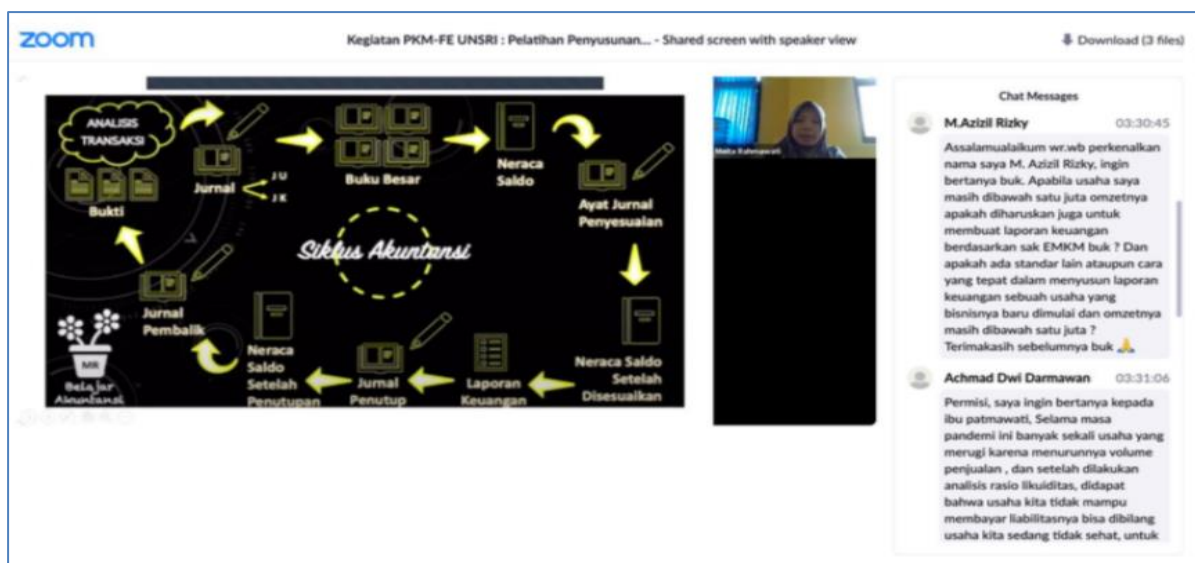 zoom
Kegiatan PKM-FE UNSRI : Pelatihan Penyusunan... - Shared screen with speaker view
Download (3 files)
ANALISIS
TRANSAKSI
Bukti
Jurnal
J U
J K
Buku Besar
Neraca
Saldo
Ayat Jurnal
Penyesuaian
Siklus Akuntansi
Neraca Saldo
Setelah
Disesuaikan
Laporan
Keuangan
Jurnal
Penutup
Neraca
Saldo
Setelah
Penutupan
Jurnal
Pembalik
MR
Belajar
Akuntansi
Meita Rahmawati
Chat Messages
M.Azizil Rizky 03:30:45
Assalamualaikum wr.wb perkenalkan
nama saya M. Azizil Rizky, ingin
bertanya buk. Apabila usaha saya
masih dibawah satu juta omzetnya
apakah diharuskan juga untuk
membuat laporan keuangan
berdasarkan sak EMKM buk ? Dan
apakah ada standar lain ataupun cara
yang tepat dalam menyusun laporan
keuangan sebuah usaha yang
bisnisnya baru dimulai dan omzetnya
masih dibawah satu juta ?
Terimakasih sebelumnya buk 🙏
Achmad Dwi Darmawan 03:31:06
Permisi, saya ingin bertanya kepada
ibu patmawati, Selama masa
pandemi ini banyak sekali usaha yang
merugi karena menurunnya volume
penjualan , dan setelah dilakukan
analisis rasio likuiditas, didapat
bahwa usaha kita tidak mampu
membayar liabilitasnya bisa dibilang
usaha kita sedang tidak sehat, untuk